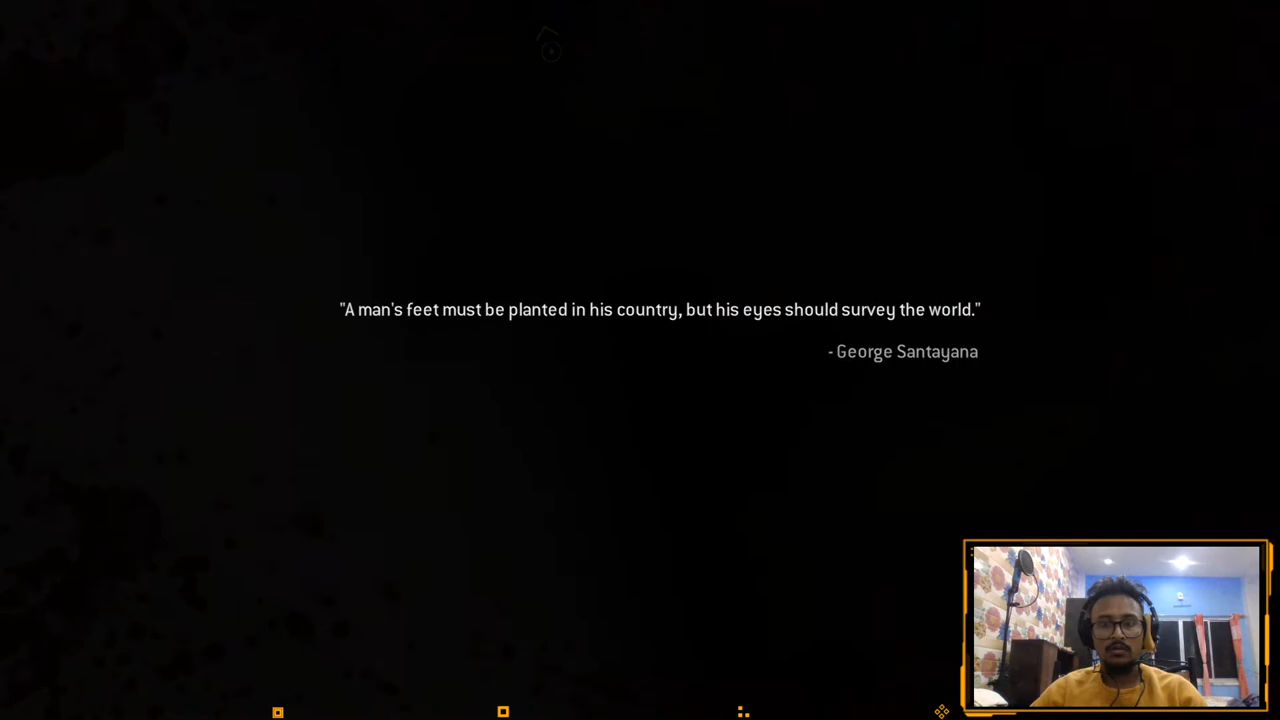 "A man's feet must be planted in his country, but his eyes should survey the world."
- George Santayana